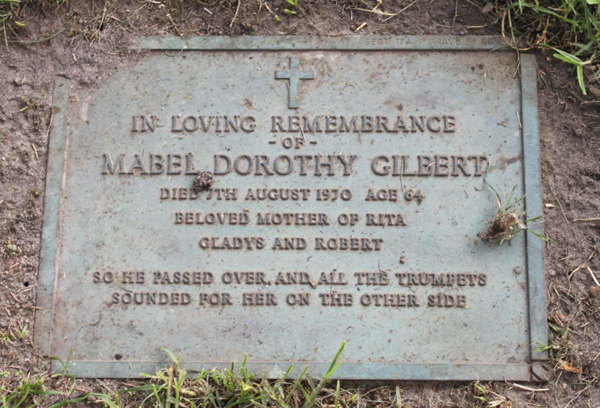 IN LOVING REMEMBRANCE
- OF -
MABEL DOROTHY GILBERT
DIED 7TH AUGUST 1970 AGE 64
BELOVED MOTHER OF RITA
GLADYS AND ROBERT
SO HE PASSED OVER, AND ALL THE TRUMPETS
SOUNDED FOR HER ON THE OTHER SIDE